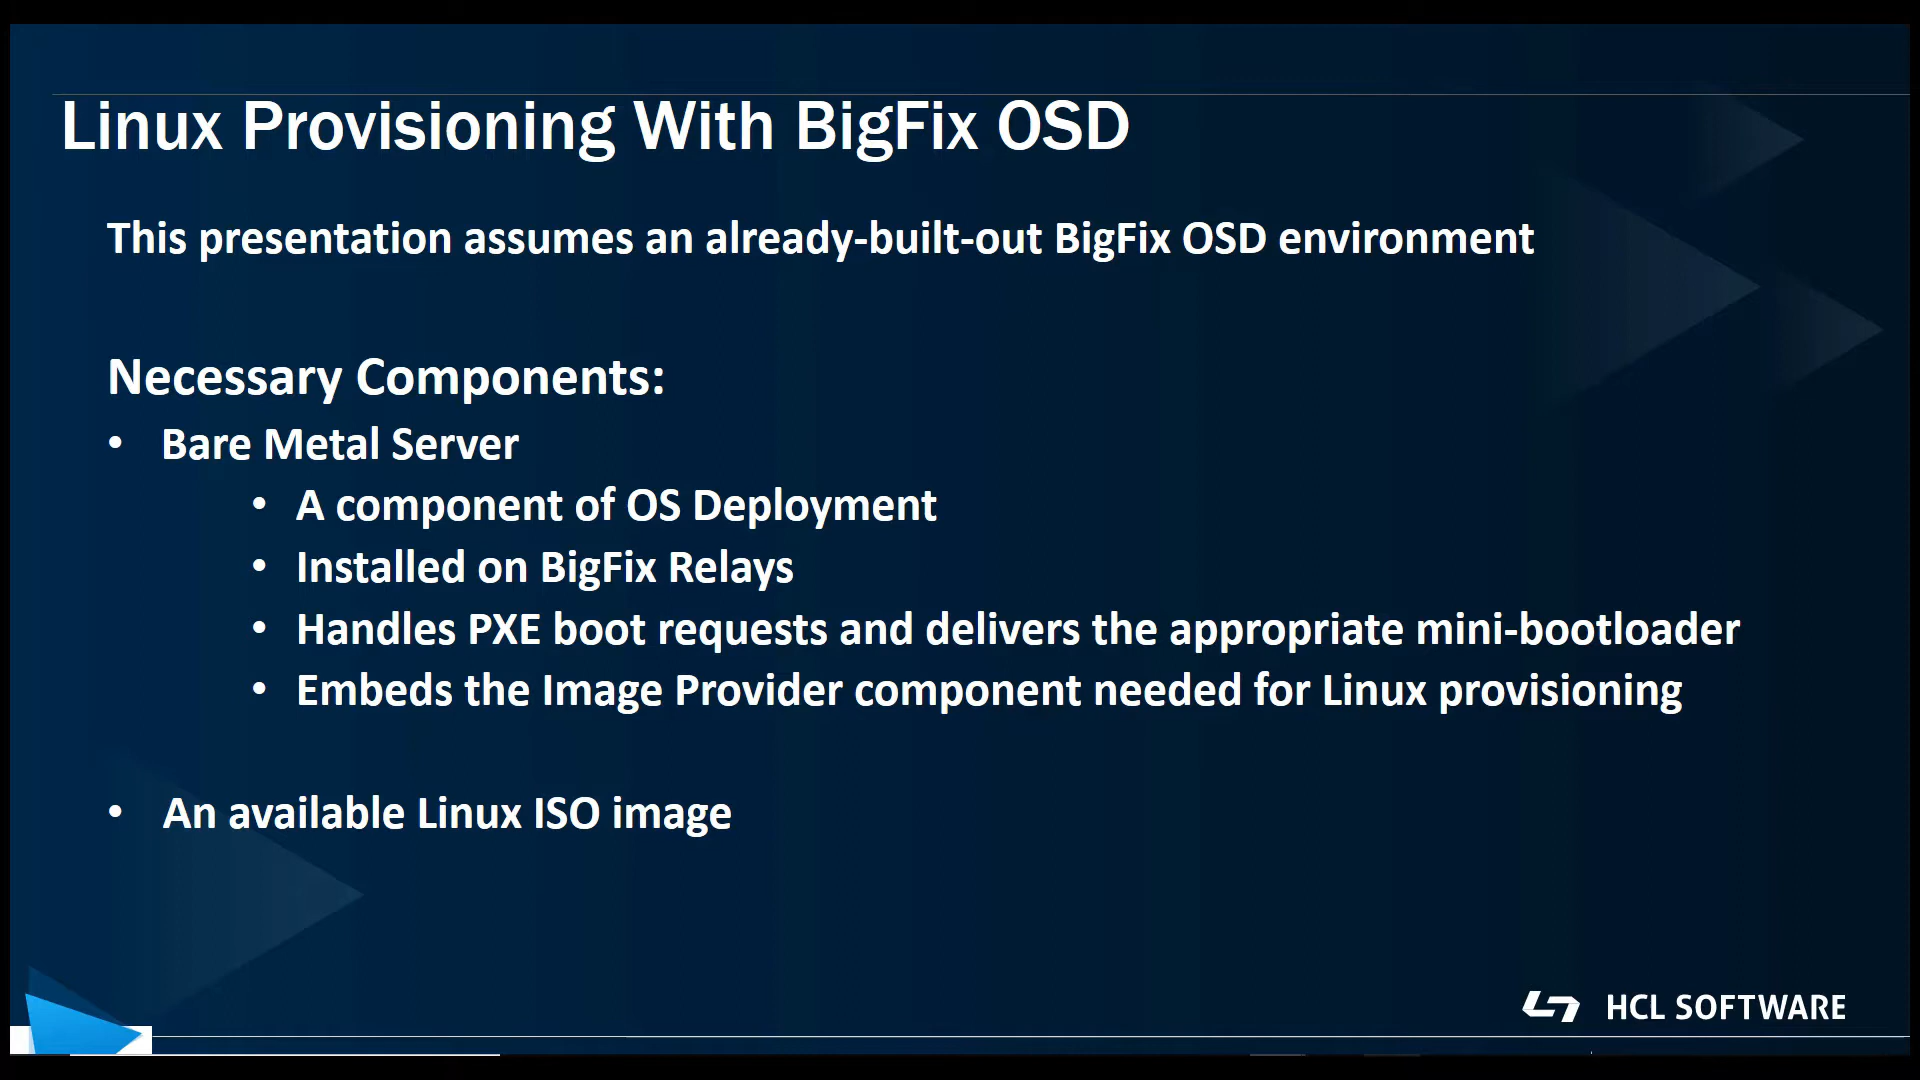 Linux Provisioning With BigFix OSD
This presentation assumes an already-built-out BigFix OSD environment
Necessary Components:
• Bare Metal Server
• A component of OS Deployment
• Installed on BigFix Relays
• Handles PXE boot requests and delivers the appropriate mini-bootloader
• Embeds the Image Provider component needed for Linux provisioning
• An available Linux ISO image
HCL SOFTWARE